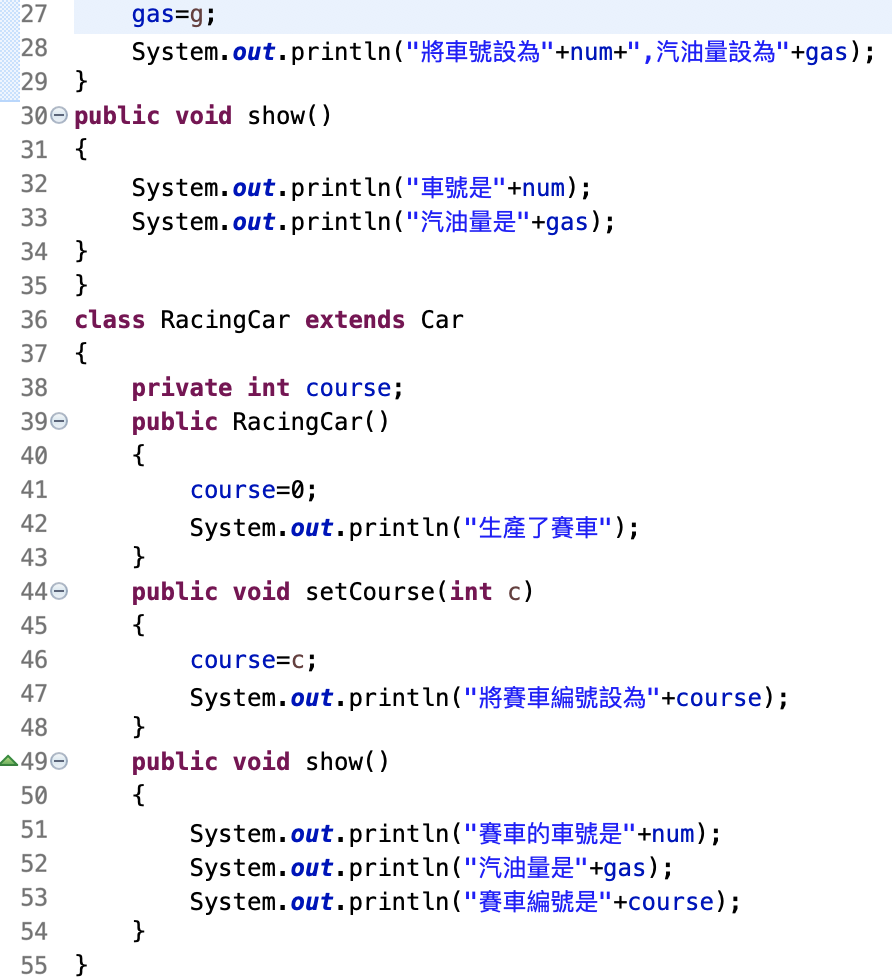 27 gas=g;
28 System.out.println("將車號設為"+num+",汽油量設為"+gas);
29 }
30 public void show()
31 {
32 System.out.println("車號是"+num);
33 System.out.println("汽油量是"+gas);
34 }
35 }
36 class RacingCar extends Car
37 {
38 private int course;
39 public RacingCar()
40 {
41 course=0;
42 System.out.println("生產了賽車");
43 }
44 public void setCourse(int c)
45 {
46 course=c;
47 System.out.println("將賽車編號設為"+course);
48 }
49 public void show()
50 {
51 System.out.println("賽車的車號是"+num);
52 System.out.println("汽油量是"+gas);
53 System.out.println("賽車編號是"+course);
54 }
55 }